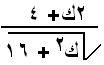 ٢ك + ٤
ك٢ + ١٦